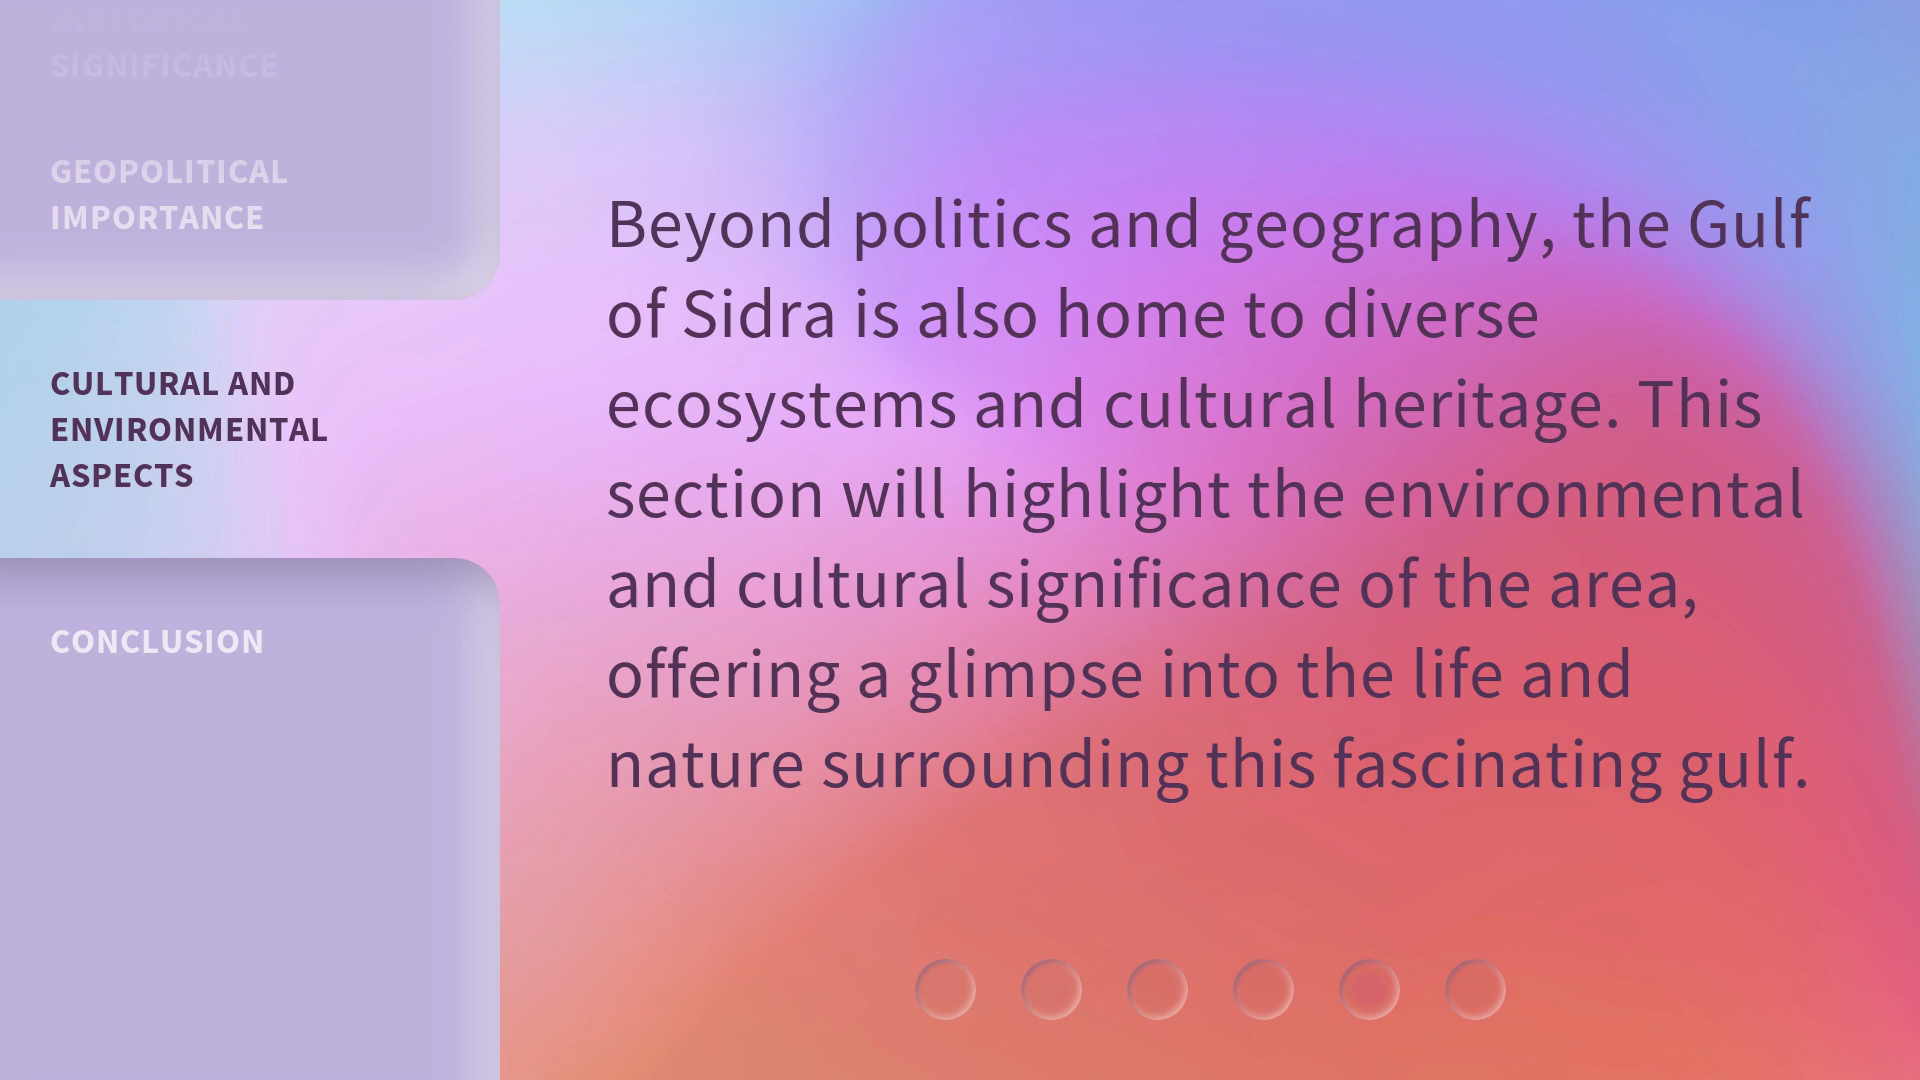 HISTORICAL
SIGNIFICANCE
GEOPOLITICAL
IMPORTANCE
CULTURAL AND
ENVIRONMENTAL
ASPECTS
CONCLUSION
Beyond politics and geography, the Gulf
of Sidra is also home to diverse
ecosystems and cultural heritage. This
section will highlight the environmental
and cultural significance of the area,
offering a glimpse into the life and
nature surrounding this fascinating gulf.